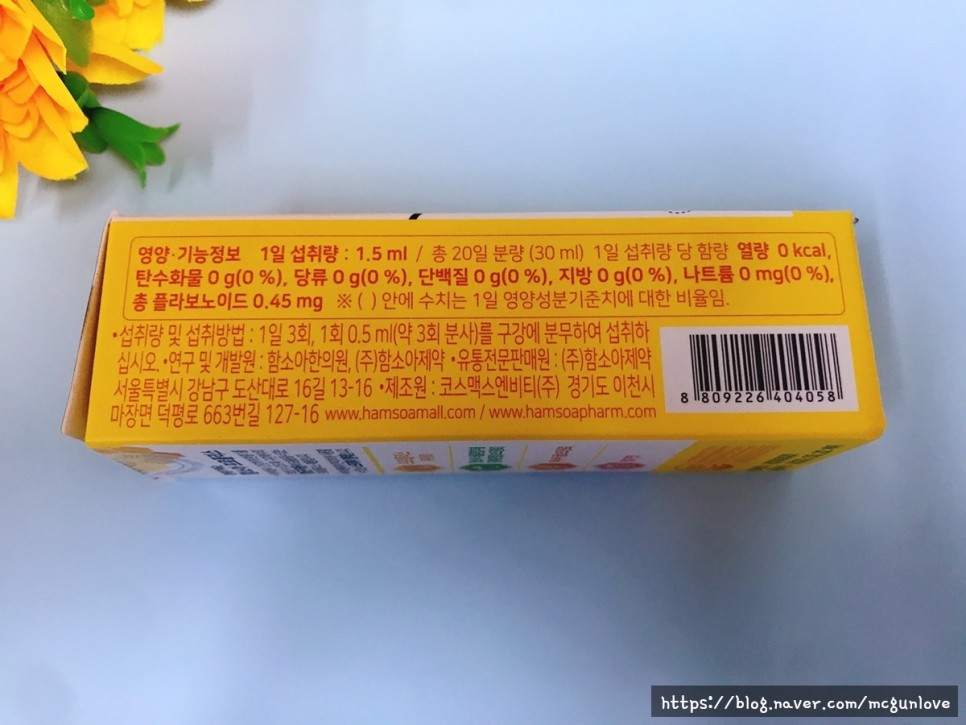 영양·기능정보 1일 섭취량 : 1.5 ml / 총 20일 분량 (30 ml) 1일 섭취량 당 함량 열량 0 kcal,
탄수화물 0 g(0 %), 당류 0 g(0 %), 단백질 0 g(0 %), 지방 0 g(0 %), 나트륨 0 mg(0 %),
총 플라보노이드 0.45 mg ※ ( ) 안에 수치는 1일 영양성분기준치에 대한 비율임.
•섭취량 및 섭취방법 : 1일 3회, 1회 0.5 ml(약 3회 분사)를 구강에 분무하여 섭취하
십시오. •연구 및 개발원 : 함소아한의원, (주)함소아제약 •유통전문판매원 : (주)함소아제약
서울특별시 강남구 도산대로 16길 13-16 •제조원 : 코스맥스엔비티(주) 경기도 이천시
마장면 덕평로 663번길 127-16 www.hamsoamall.com / www.hamsoapharm.com
8 809226 404058
https://blog.naver.com/mcgunlove